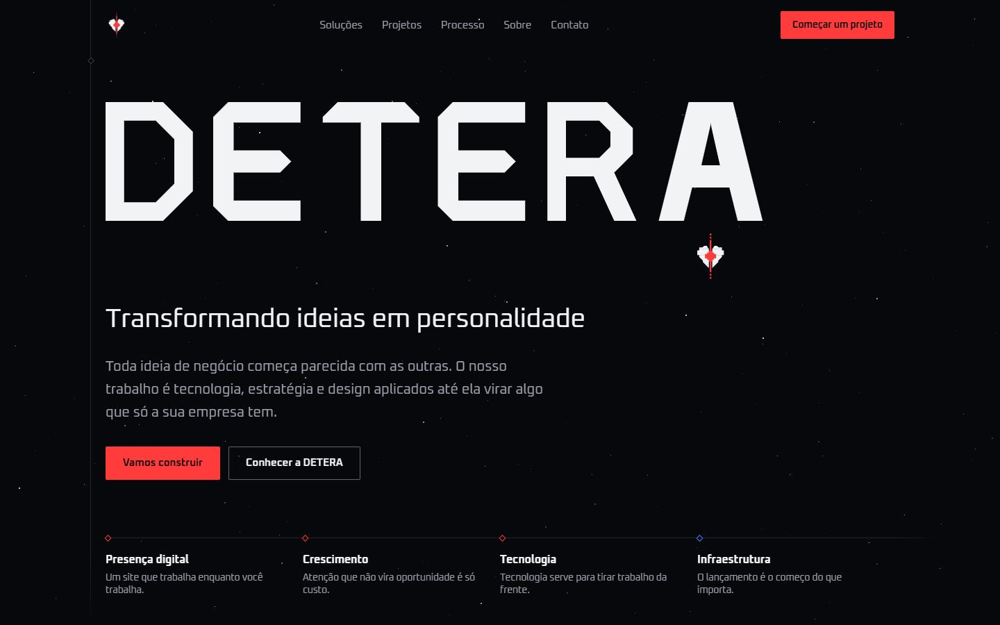 Soluções
Projetos
Processo
Sobre
Contato
Começar um projeto
DETERA
Transformando ideias em personalidade
Toda ideia de negócio começa parecida com as outras. O nosso
trabalho é tecnologia, estratégia e design aplicados até ela virar algo
que só a sua empresa tem.
Vamos construir
Conhecer a DETERA
Presença digital
Um site que trabalha enquanto você
trabalha.
Crescimento
Atenção que não vira oportunidade é só
custo.
Tecnologia
Tecnologia serve para tirar trabalho da
frente.
Infraestrutura
O lançamento é o começo do que
importa.